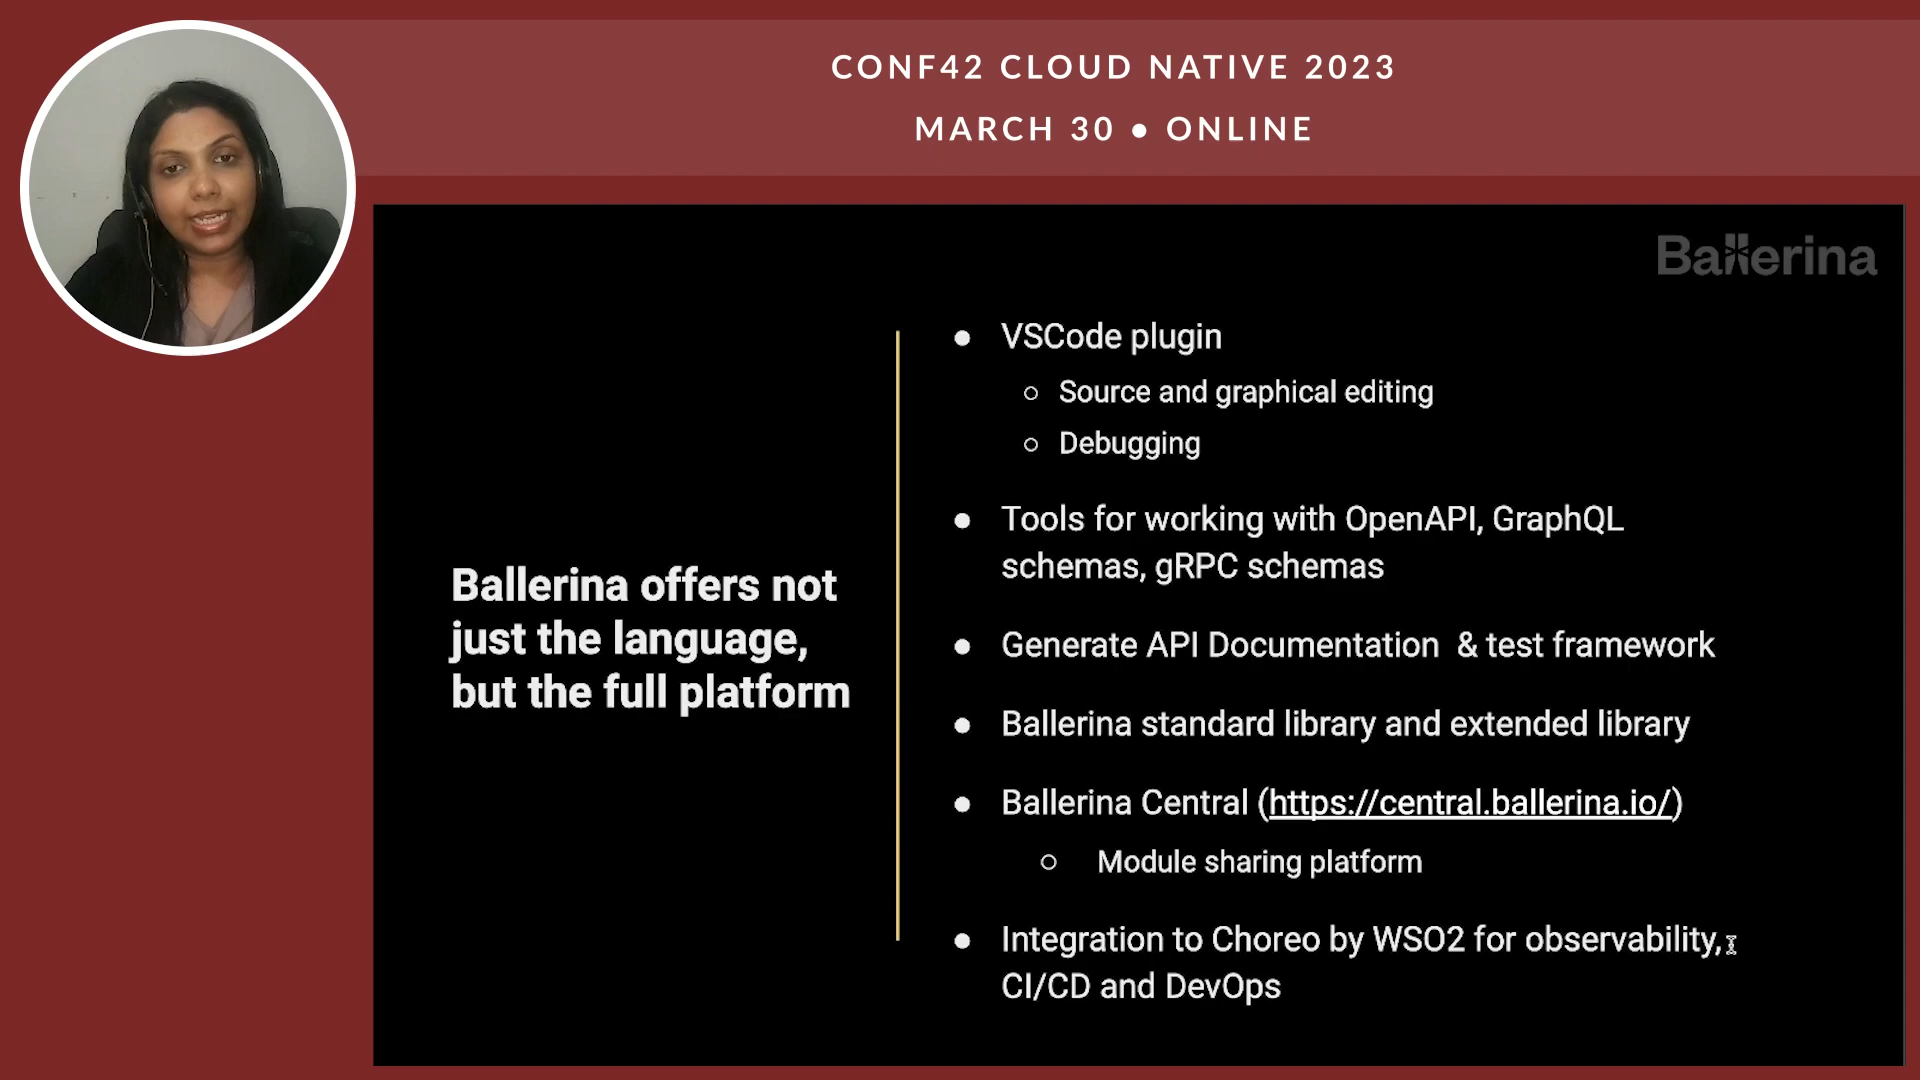 CONF42 CLOUD NATIVE 2023
MARCH 30 ● ONLINE
Ballerina
Ballerina offers not
just the language,
but the full platform
● VSCode plugin
○ Source and graphical editing
○ Debugging
● Tools for working with OpenAPI, GraphQL
schemas, gRPC schemas
● Generate API Documentation & test framework
● Ballerina standard library and extended library
● Ballerina Central (https://central.ballerina.io/)
○ Module sharing platform
● Integration to Choreo by WSO2 for observability,
CI/CD and DevOps